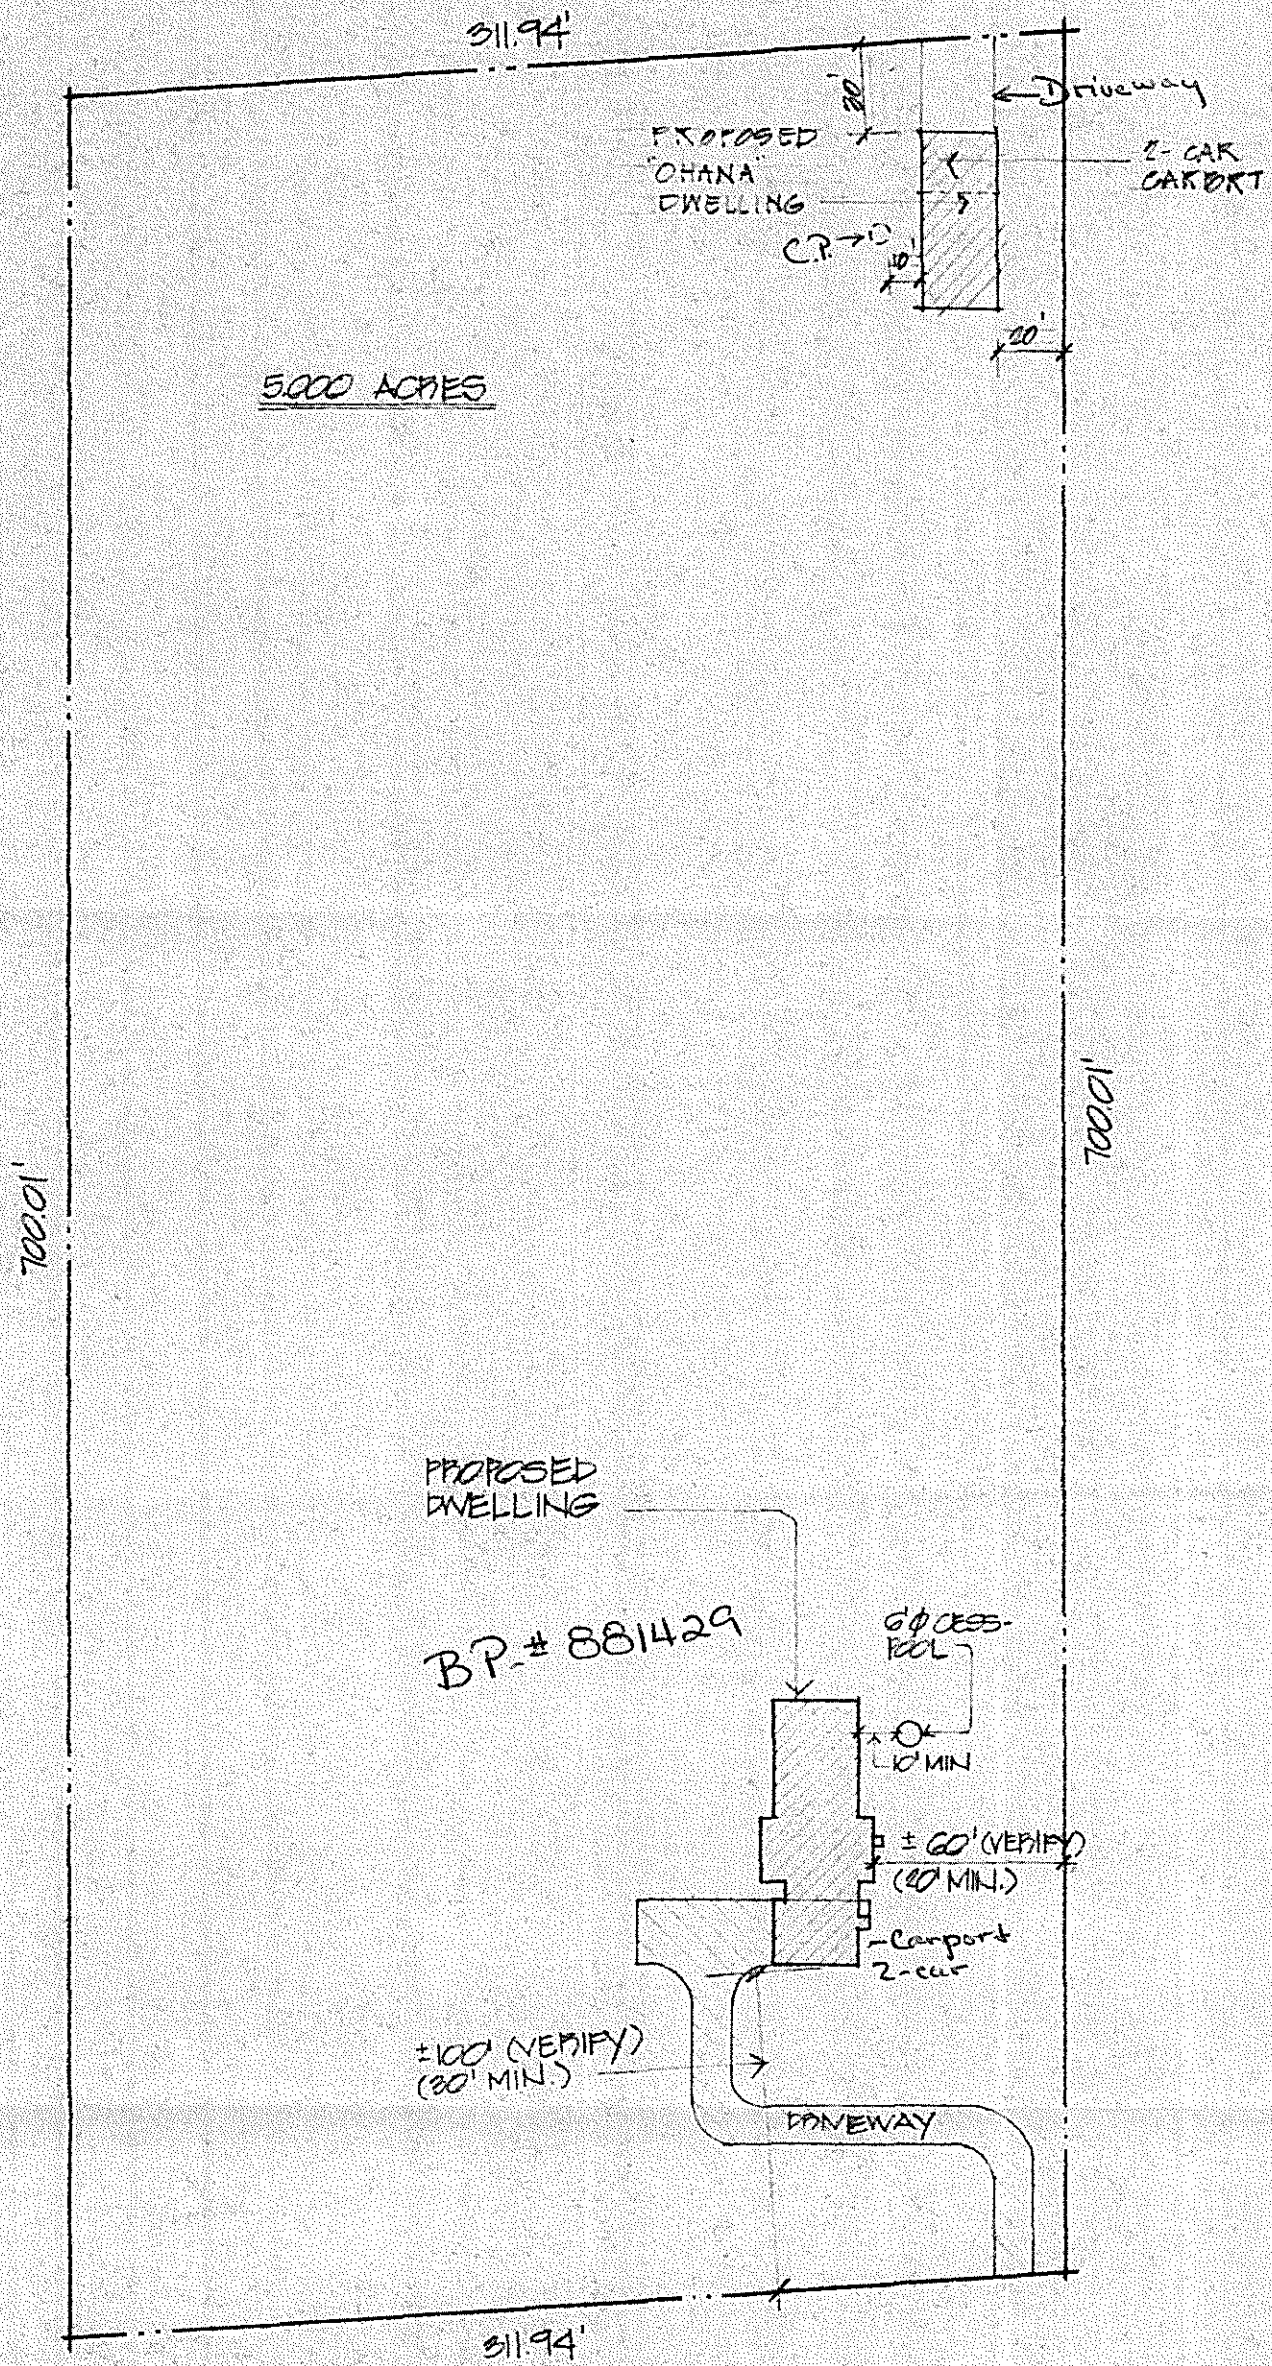 311.94'
Driveway
PROPOSED
"OHANA"
DWELLING
2-CAR
CARPORT
C.P.
10'
20'
5.000 ACRES
700.01'
700.01'
PROPOSED
DWELLING
BP.# 881429
6'φ CESS-
POOL
10' MIN
± 60' (VERIFY)
(20' MIN.)
Carport
2-car
±100' (VERIFY)
(30' MIN.)
DRIVEWAY
311.94'